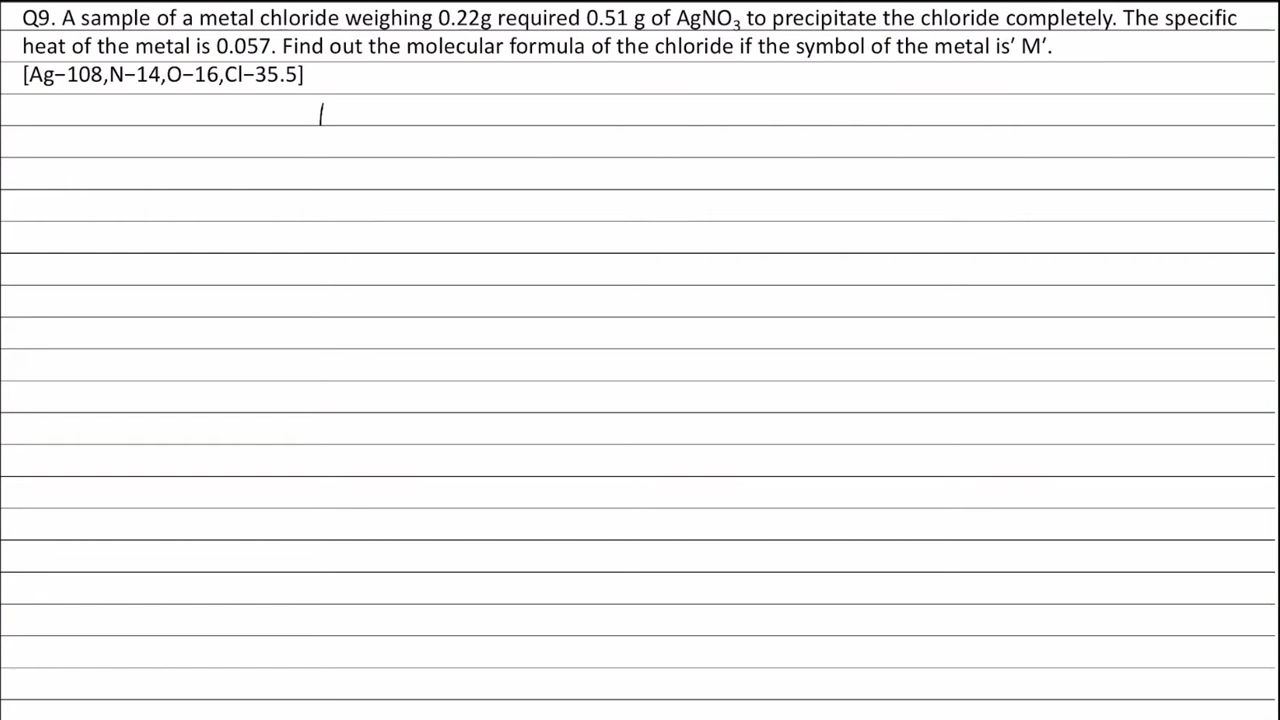 Q9. A sample of a metal chloride weighing 0.22g required 0.51 g of AgNO₃ to precipitate the chloride completely. The specific
heat of the metal is 0.057. Find out the molecular formula of the chloride if the symbol of the metal is′ M′.
[Ag−108,N−14,O−16,Cl−35.5]